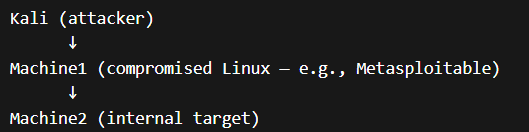 Kali (attacker)
↓
Machine1 (compromised Linux — e.g., Metasploitable)
↓
Machine2 (internal target)